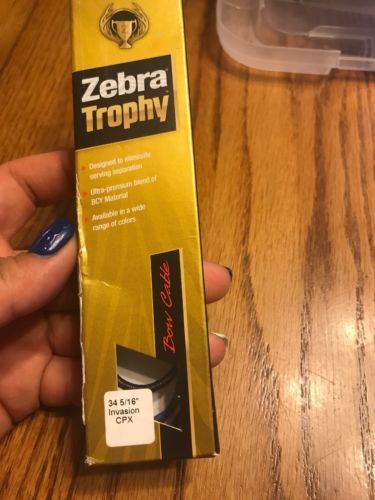 Z
Zebra
Trophy
Designed to eliminate
serving separation
Ultra-premium blend of
BCY Material
Available in a wide
range of colors
Bow Cable
34 5/16"
Invasion
CPX